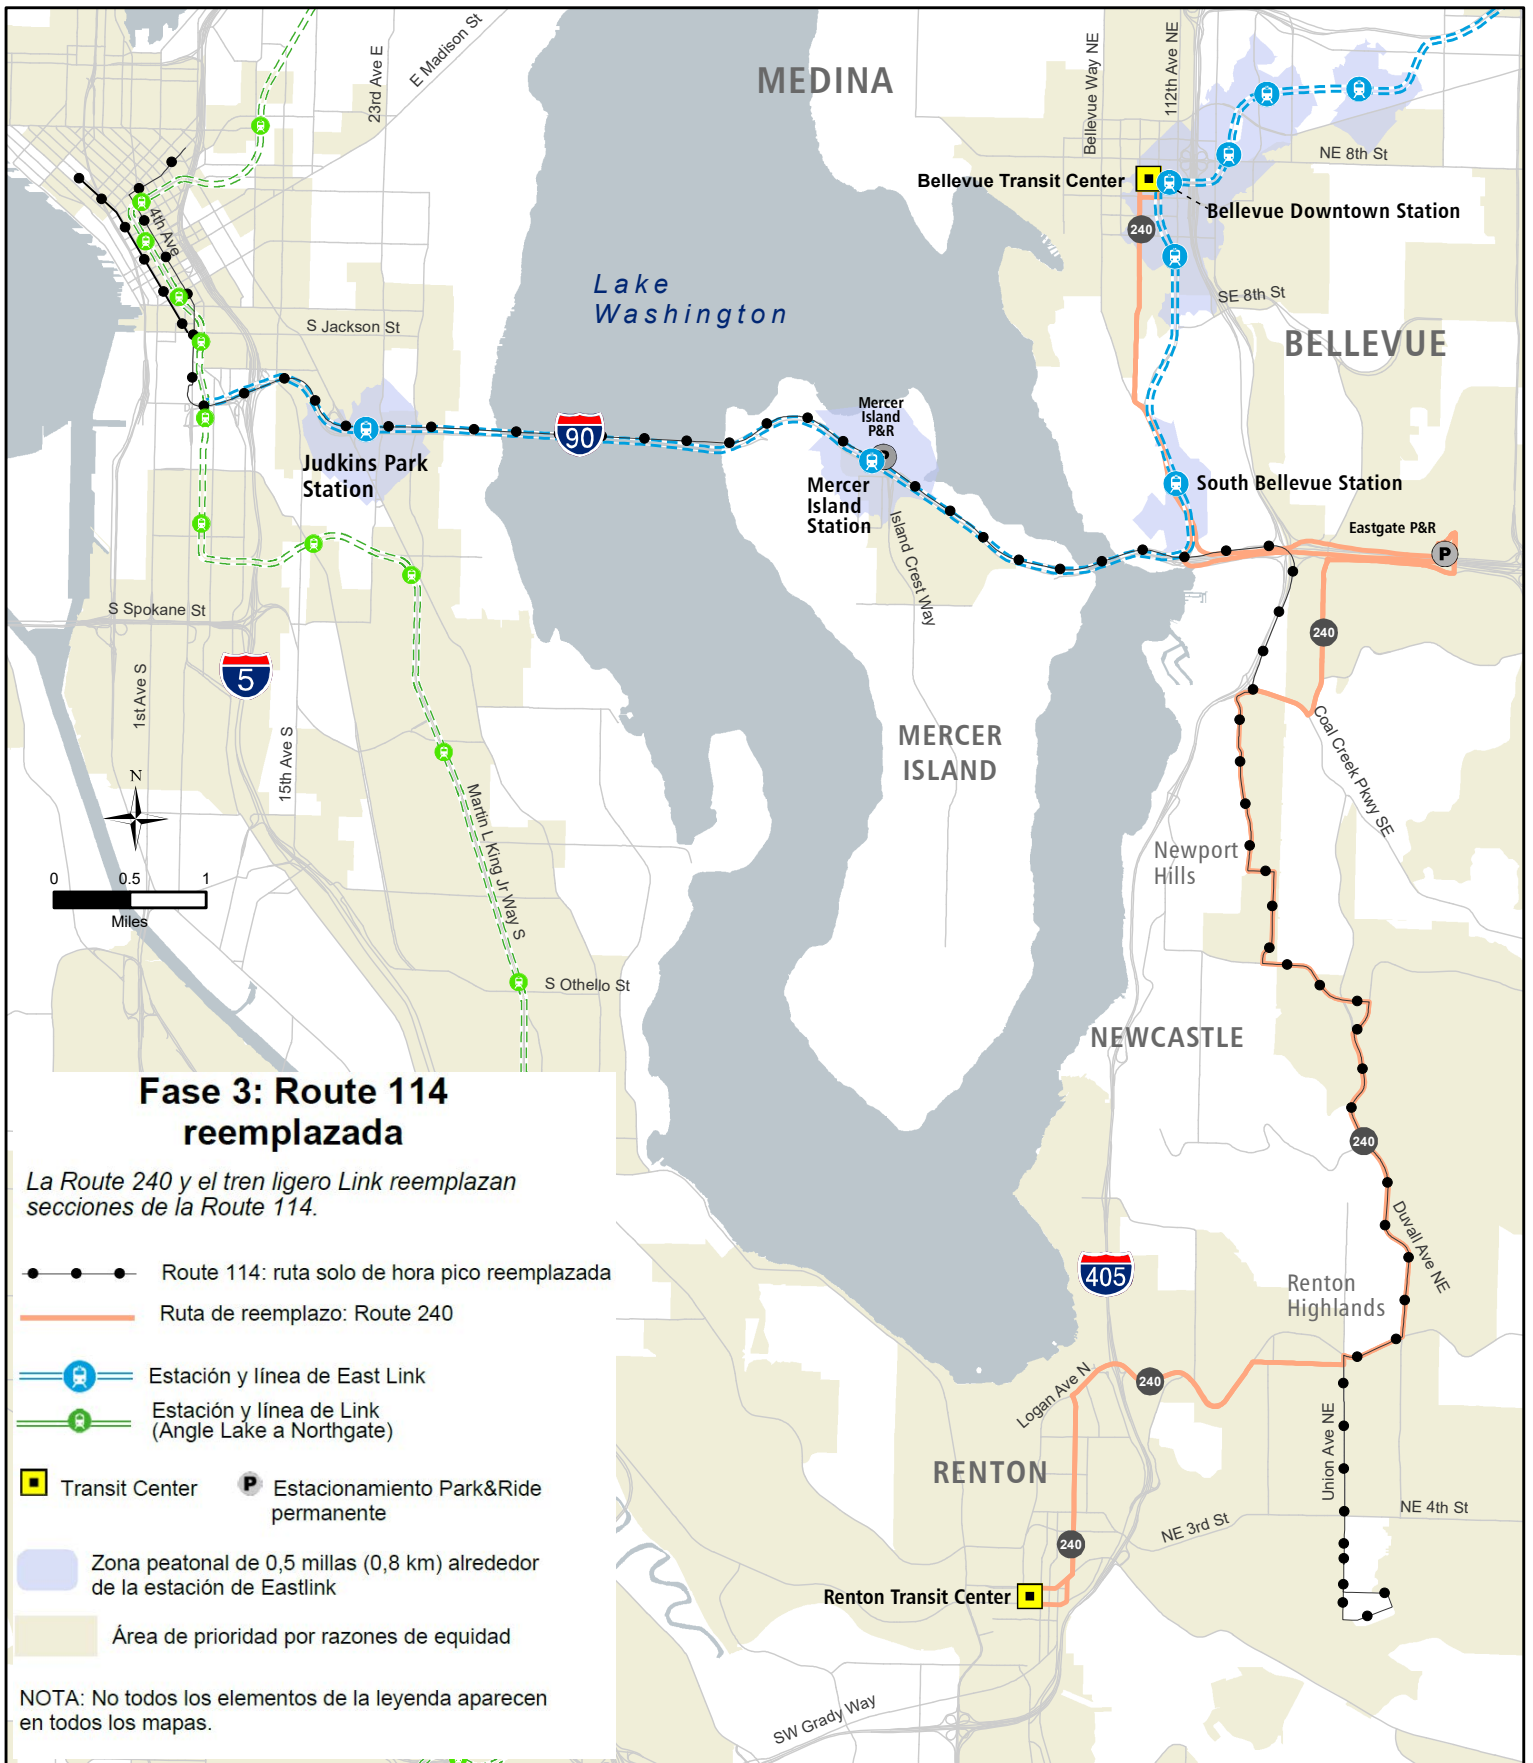 MEDINA
23rd Ave E
E Madison St
Bellevue Way NE
112th Ave NE
NE 8th St
Bellevue Transit Center
Bellevue Downtown Station
4th Ave
240
Lake
Washington
SE 8th St
S Jackson St
BELLEVUE
Mercer
Island
P&R
90
Judkins Park
Station
Mercer
Island
Station
South Bellevue Station
Island Crest Way
Eastgate P&R
P
P
S Spokane St
240
5
1st Ave S
15th Ave S
MERCER
ISLAND
Coal Creek Pkwy SE
N
Martin L King Jr Way S
Newport
Hills
0 0.5 1
Miles
S Othello St
NEWCASTLE
240
Duvall Ave NE
405
Renton
Highlands
Logan Ave N
240
Union Ave NE
RENTON
NE 4th St
NE 3rd St
240
Renton Transit Center
SW Grady Way
Fase 3: Route 114
reemplazada
La Route 240 y el tren ligero Link reemplazan
secciones de la Route 114.
Route 114: ruta solo de hora pico reemplazada
Ruta de reemplazo: Route 240
Estación y línea de East Link
Estación y línea de Link
(Angle Lake a Northgate)
Transit Center
P Estacionamiento Park&Ride
permanente
Zona peatonal de 0,5 millas (0,8 km) alrededor
de la estación de Eastlink
Área de prioridad por razones de equidad
NOTA: No todos los elementos de la leyenda aparecen
en todos los mapas.